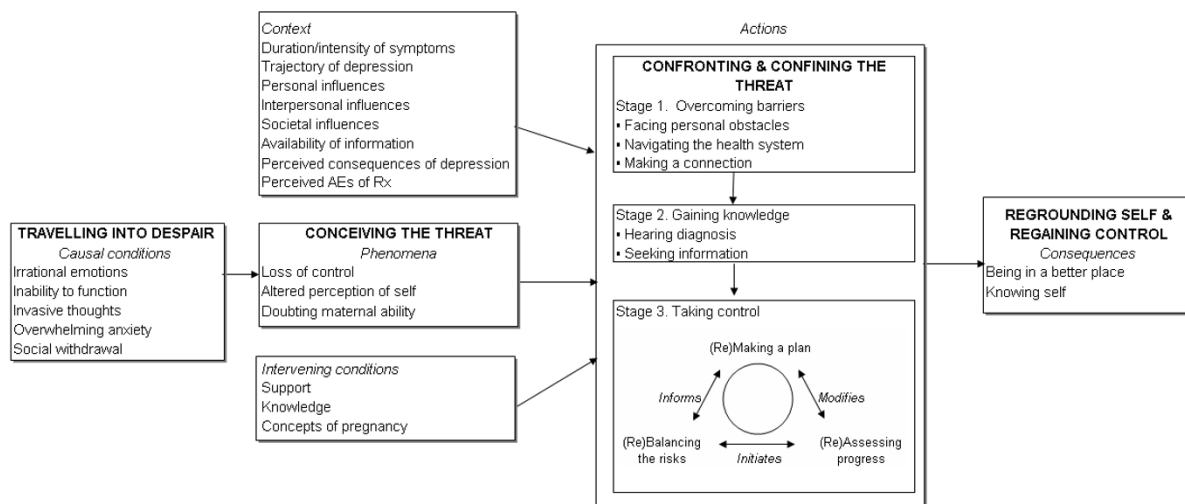 Context
Duration/intensity of symptoms
Trajectory of depression
Personal influences
Interpersonal influences
Societal influences
Availability of information
Perceived consequences of depression
Perceived AEs of Rx
TRAVELLING INTO DESPAIR
Causal conditions
Irrational emotions
Inability to function
Invasive thoughts
Overwhelming anxiety
Social withdrawal
CONCEIVING THE THREAT
Phenomena
Loss of control
Altered perception of self
Doubting maternal ability
Intervening conditions
Support
Knowledge
Concepts of pregnancy
Actions
CONFRONTING & CONFINING THE
THREAT
Stage 1. Overcoming barriers
▪ Facing personal obstacles
▪ Navigating the health system
▪ Making a connection
Stage 2. Gaining knowledge
▪ Hearing diagnosis
▪ Seeking information
Stage 3. Taking control
(Re)Making a plan
Informs
Modifies
(Re)Balancing
the risks
Initiates
(Re)Assessing
progress
REGROUNDING SELF &
REGAINING CONTROL
Consequences
Being in a better place
Knowing self